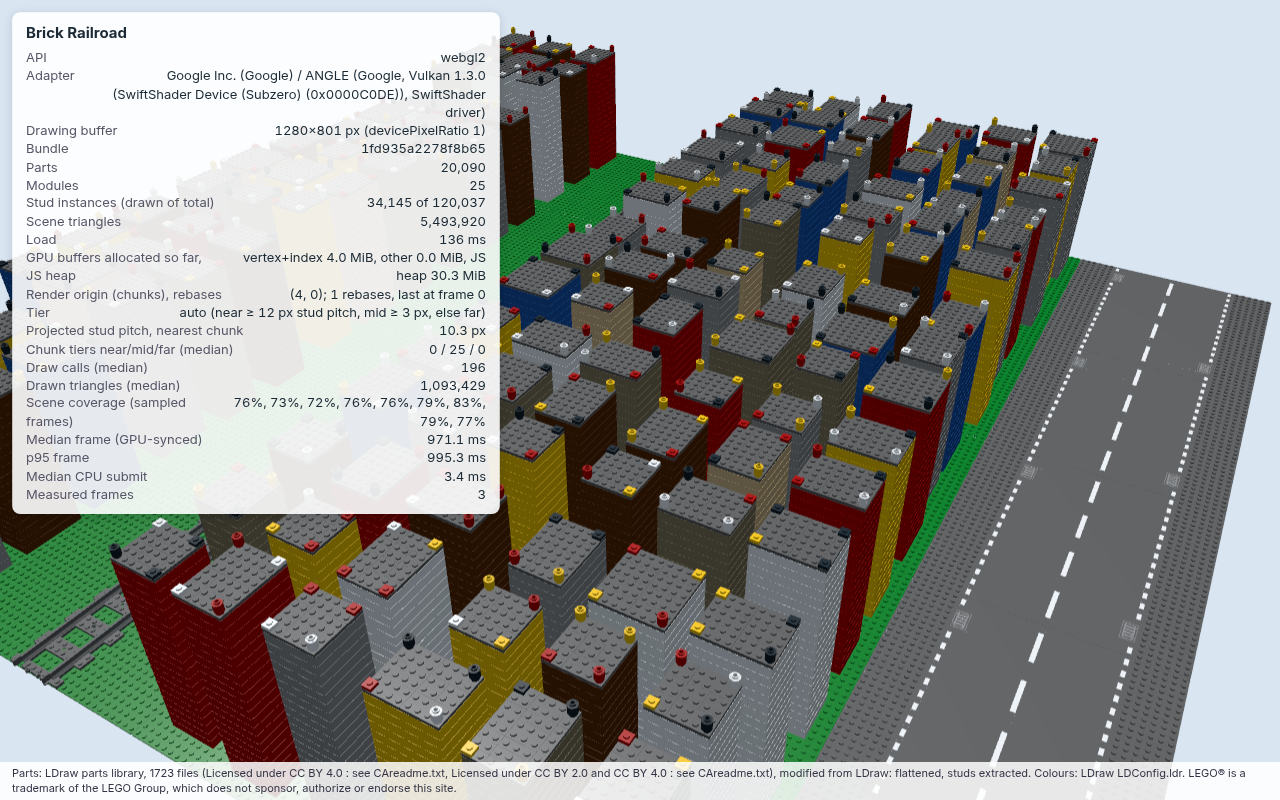 Brick Railroad
API webgl2
Adapter Google Inc. (Google) / ANGLE (Google, Vulkan 1.3.0
(SwiftShader Device (Subzero) (0x0000C0DE)), SwiftShader
driver)
Drawing buffer 1280×801 px (devicePixelRatio 1)
Bundle 1fd935a2278f8b65
Parts 20,090
Modules 25
Stud instances (drawn of total) 34,145 of 120,037
Scene triangles 5,493,920
Load 136 ms
GPU buffers allocated so far, vertex+index 4.0 MiB, other 0.0 MiB, JS
JS heap heap 30.3 MiB
Render origin (chunks), rebases (4, 0); 1 rebases, last at frame 0
Tier auto (near ≥ 12 px stud pitch, mid ≥ 3 px, else far)
Projected stud pitch, nearest chunk 10.3 px
Chunk tiers near/mid/far (median) 0 / 25 / 0
Draw calls (median) 196
Drawn triangles (median) 1,093,429
Scene coverage (sampled 76%, 73%, 72%, 76%, 76%, 79%, 83%,
frames) 79%, 77%
Median frame (GPU-synced) 971.1 ms
p95 frame 995.3 ms
Median CPU submit 3.4 ms
Measured frames 3
Parts: LDraw parts library, 1723 files (Licensed under CC BY 4.0 : see CAreadme.txt, Licensed under CC BY 2.0 and CC BY 4.0 : see CAreadme.txt), modified from LDraw: flattened, studs extracted. Colours: LDraw LDConfig.ldr. LEGO® is a
trademark of the LEGO Group, which does not sponsor, authorize or endorse this site.